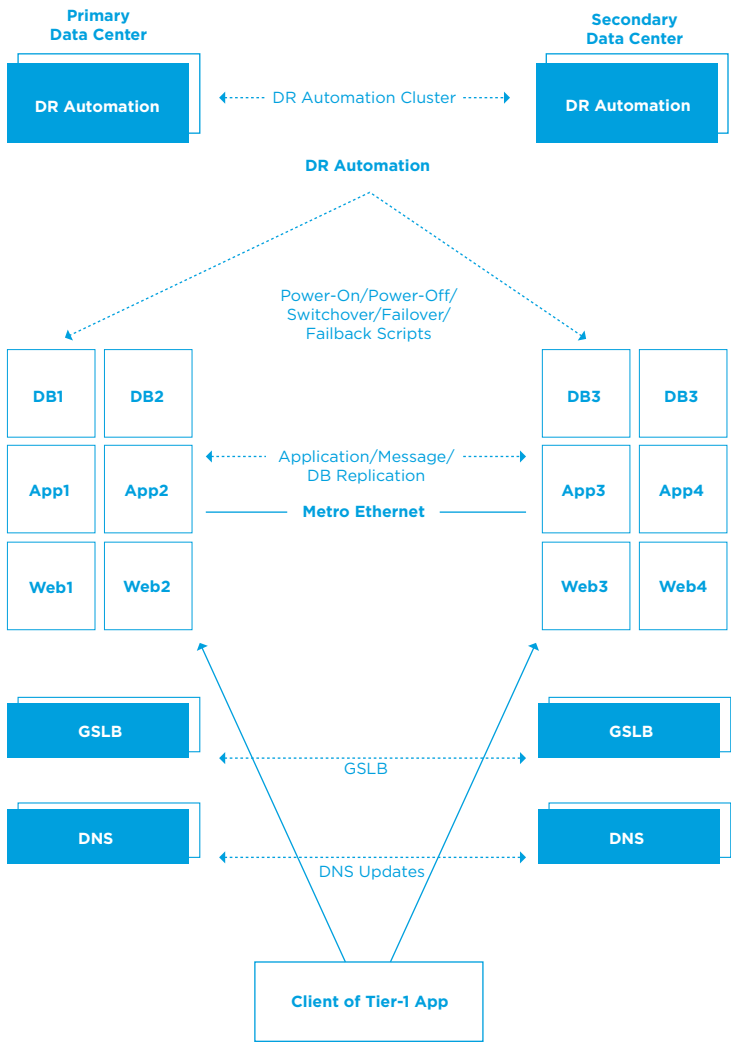 Primary
Data Center
Secondary
Data Center
DR Automation
DR Automation Cluster
DR Automation
DR Automation
Power-On/Power-Off/
Switchover/Failover/
Failback Scripts
DB1
DB2
DB3
DB3
Application/Message/
DB Replication
App1
App2
App3
App4
Metro Ethernet
Web1
Web2
Web3
Web4
GSLB
GSLB
GSLB
DNS
DNS
DNS Updates
Client of Tier-1 App